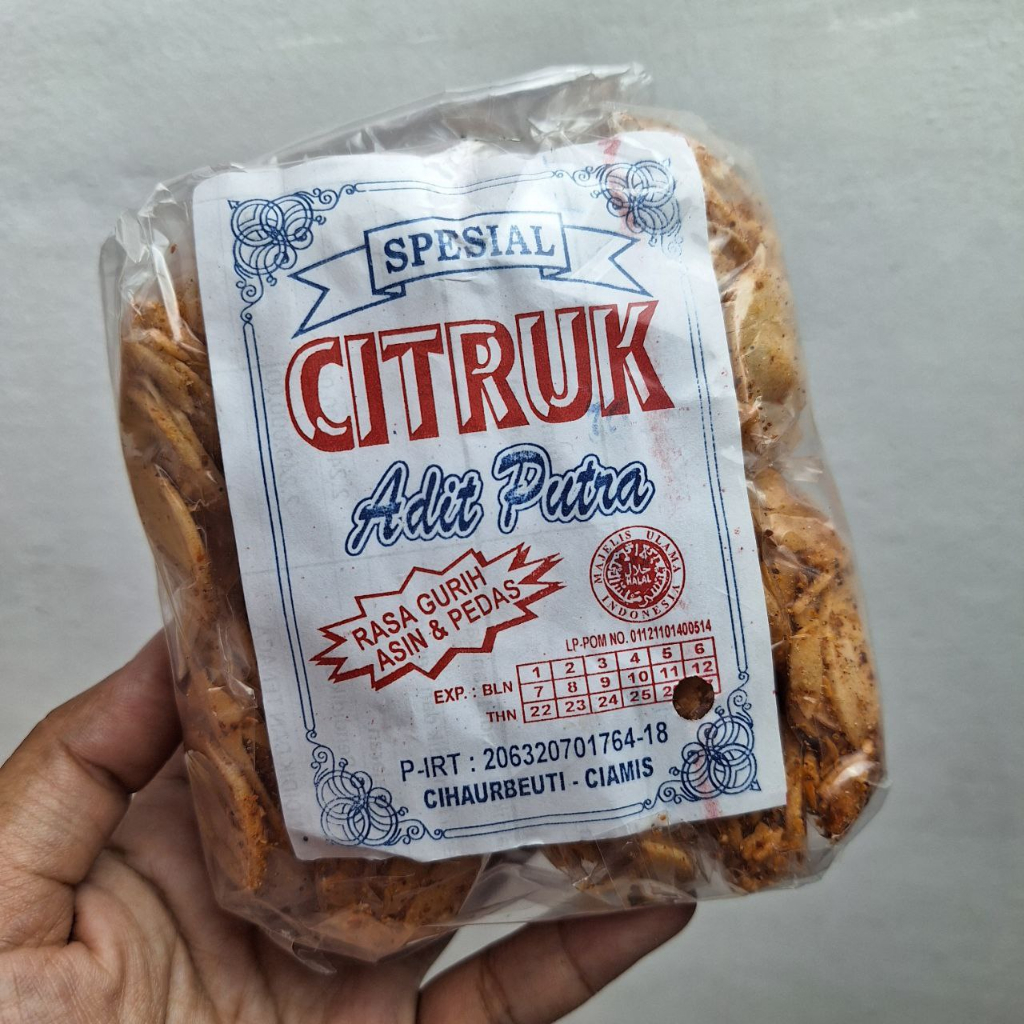 SPESIAL
CITRUK
Adit Putra
RASA GURIH
ASIN & PEDAS
MAJELIS ULAMA
INDONESIA
حلال
HALAL
LP-POM NO. 01121101400514
EXP. : BLN
1 2 3 4 5 6
7 8 9 10 11 12
THN
22 23 24 25
P-IRT : 206320701764-18
CIHAURBEUTI - CIAMIS